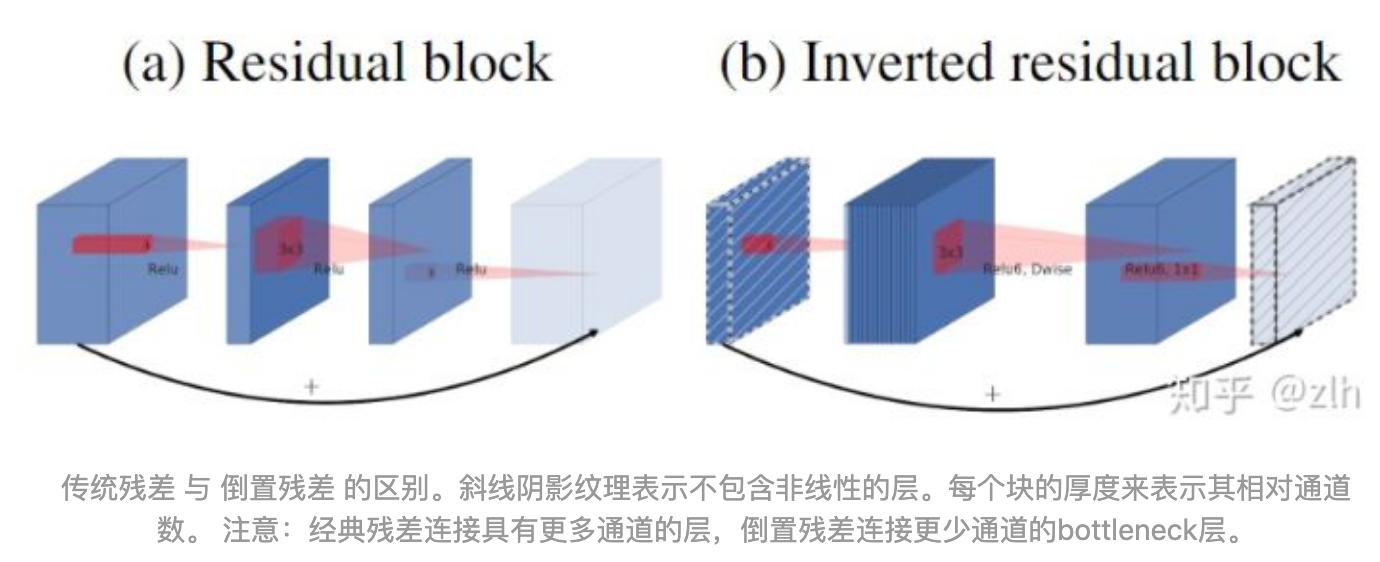 (a) Residual block
(b) Inverted residual block
Relu
3x3
Relu
Relu
3x3
Relu6, Dwise
Relu6, 1x1
+
+
知乎 @zlh
传统残差 与 倒置残差 的区别。斜线阴影纹理表示不包含非线性的层。每个块的厚度来表示其相对通道
数。 注意：经典残差连接具有更多通道的层，倒置残差连接更少通道的bottleneck层。